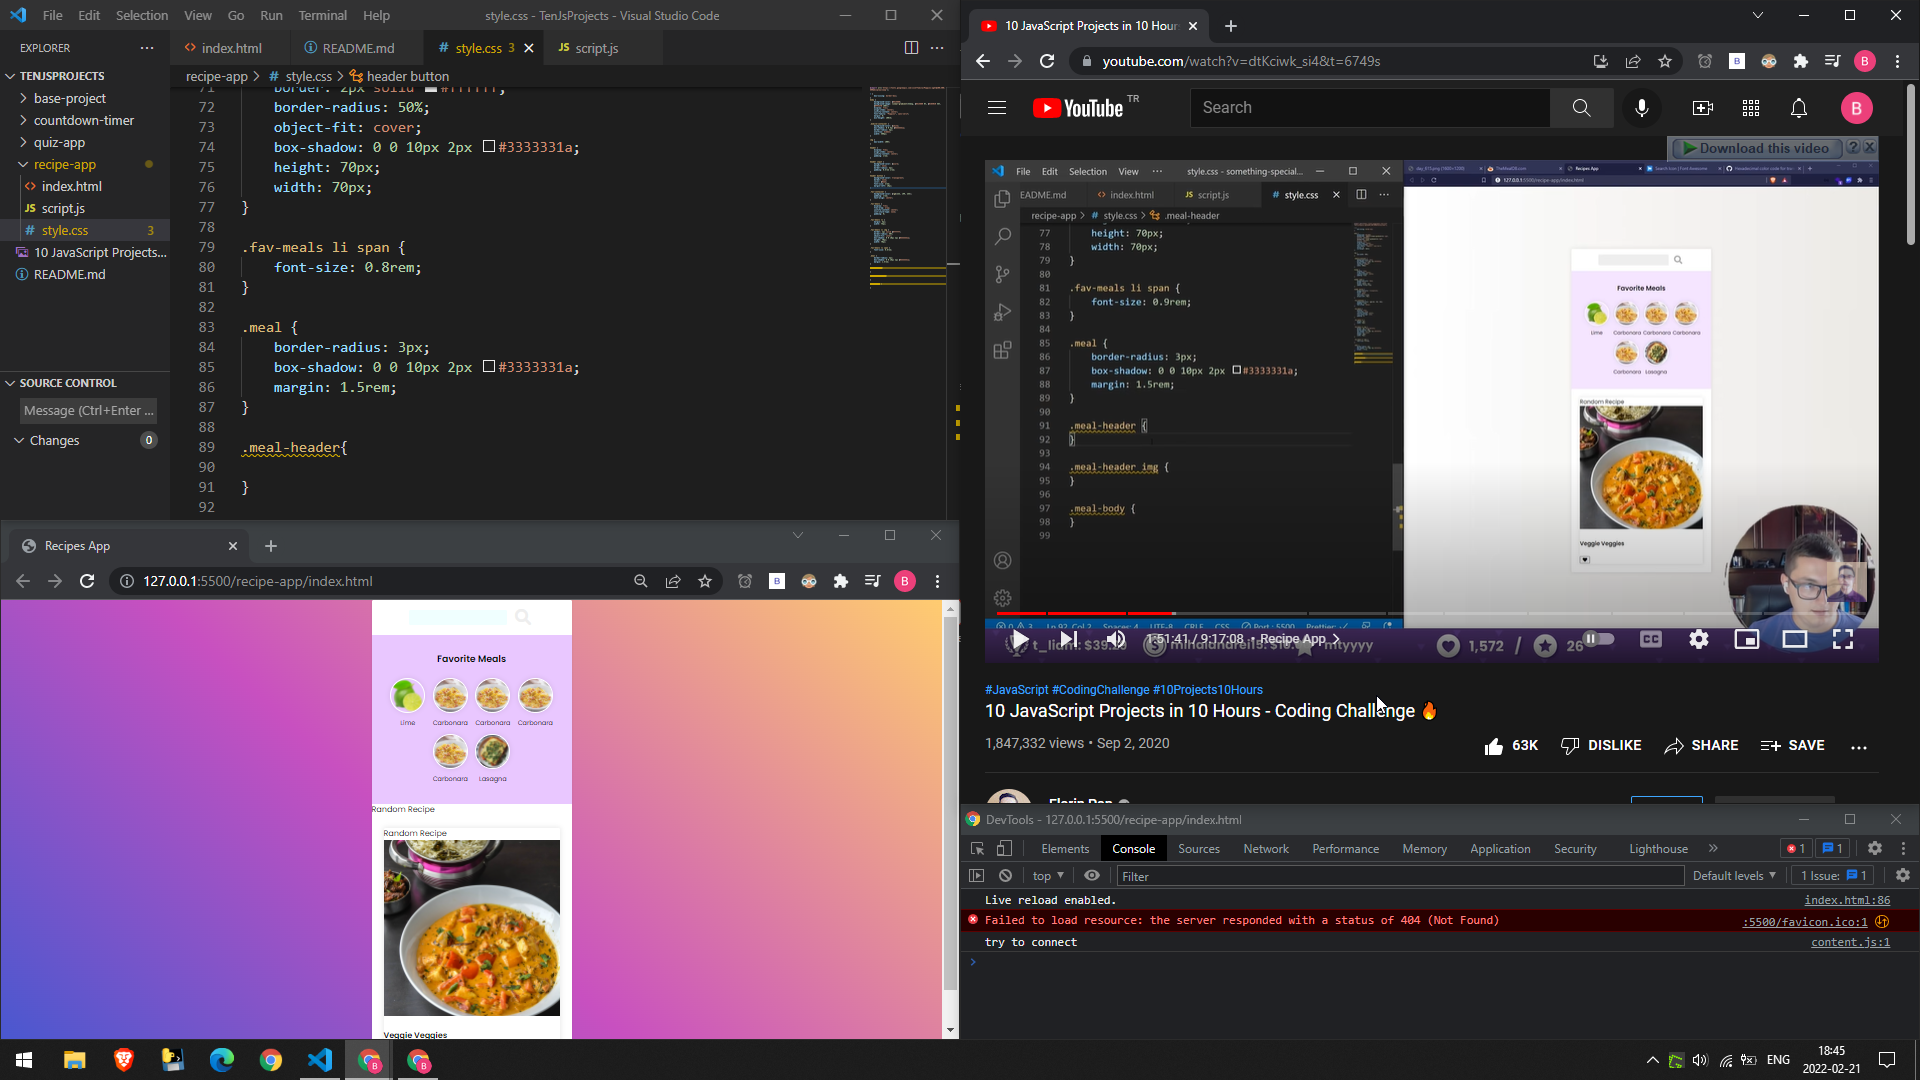 File Edit Selection View Go Run Terminal Help
style.css - TenJsProjects - Visual Studio Code
EXPLORER
TENJSPROJECTS
base-project
countdown-timer
quiz-app
recipe-app
index.html
JS script.js
# style.css 3
10 JavaScript Projects...
README.md
SOURCE CONTROL
Message (Ctrl+Enter ...
Changes 0
index.html README.md # style.css 3 JS script.js
recipe-app > # style.css > header button
71 border: 2px solid #ffffff;
72 border-radius: 50%;
73 object-fit: cover;
74 box-shadow: 0 0 10px 2px #3333331a;
75 height: 70px;
76 width: 70px;
77 }
78
79 .fav-meals li span {
80 font-size: 0.8rem;
81 }
82
83 .meal {
84 border-radius: 3px;
85 box-shadow: 0 0 10px 2px #3333331a;
86 margin: 1.5rem;
87 }
88
89 .meal-header{
90
91 }
92
Recipes App
127.0.0.1:5500/recipe-app/index.html
B
Favorite Meals
Lime Carbonara Carbonara Carbonara
Carbonara Lasagna
Random Recipe
Random Recipe
Veggie Veggies
10 JavaScript Projects in 10 Hour
youtube.com/watch?v=dtKciwk_si4&t=6749s
B
YouTube TR
Search
B
Download this video ? X
File Edit Selection View ...
style.css - something-special...
EADME.md index.html JS script.js # style.css
recipe-app > # style.css > .meal-header
77 height: 70px;
78 width: 70px;
79 }
80
81 .fav-meals li span {
82 font-size: 0.9rem;
83 }
84
85 .meal {
86 border-radius: 3px;
87 box-shadow: 0 0 10px 2px #3333331a;
88 margin: 1.5rem;
89 }
90
91 .meal-header {
92 }
93
94 .meal-header img {
95 }
96
97 .meal-body {
98 }
99
Favorite Meals
Lime Carbonara Carbonara Carbonara
Carbonara Lasagna
Random Recipe
Veggie Veggies
1:51:41 / 9:17:08 • Recipe App >
1,572 / 26
CC
#JavaScript #CodingChallenge #10Projects10Hours
10 JavaScript Projects in 10 Hours - Coding Challenge 🔥
1,847,332 views • Sep 2, 2020
63K DISLIKE SHARE SAVE ...
Florin Pop
DevTools - 127.0.0.1:5500/recipe-app/index.html
Elements Console Sources Network Performance Memory Application Security Lighthouse » 1 1
top Filter Default levels 1 Issue: 1
Live reload enabled. index.html:86
Failed to load resource: the server responded with a status of 404 (Not Found) :5500/favicon.ico:1
try to connect content.js:1
ENG
18:45
2022-02-21